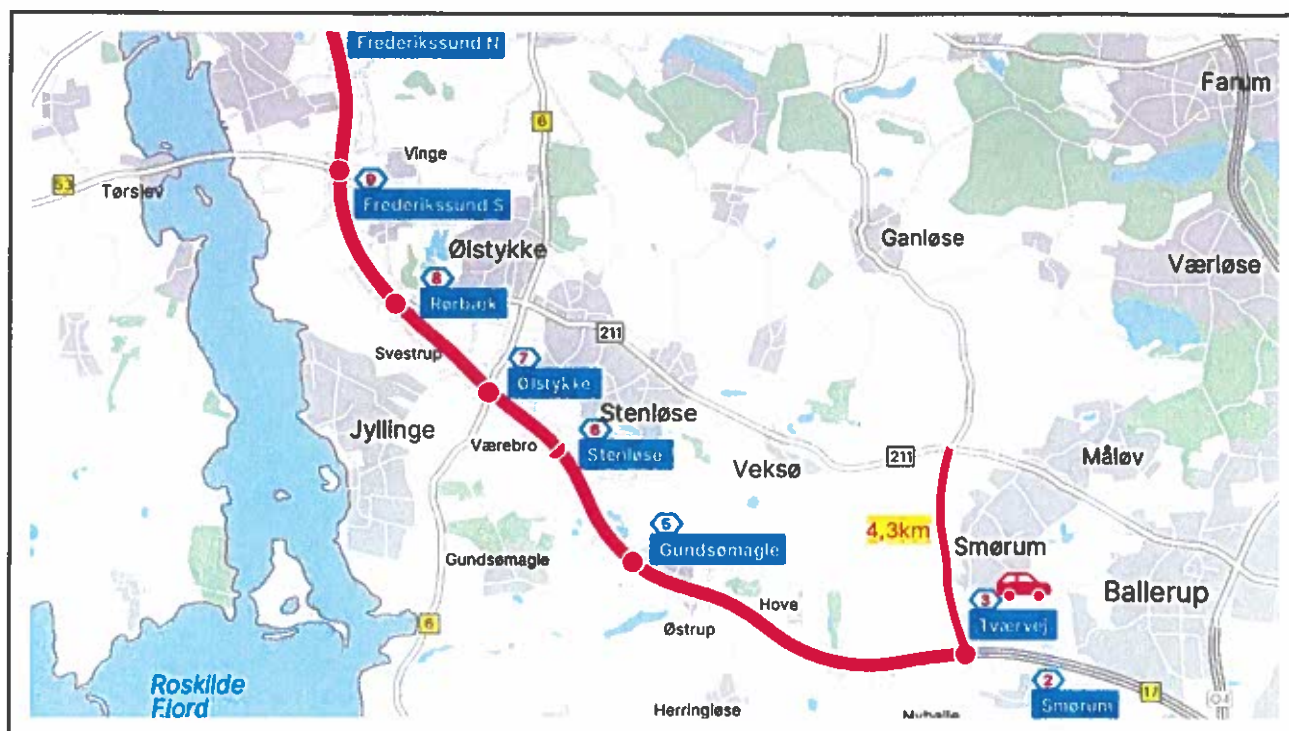 Frederikssund N
Farum
6
Vinge
9
53
Tørslev
Frederikssund S
Ganløse
Ølstykke
Værløse
8
Rørbæk
211
Svestrup
7
Ølstykke
Stenløse
Jyllinge
6
Værebro
Stenløse
211
Måløv
Veksø
5
4,3km
Gundsømagle
Smørum
Gundsømagle
Ballerup
3
Hove
6
Østrup
Tværvej
Roskilde
Fjord
2
17
O4
Smørum
Herringløse